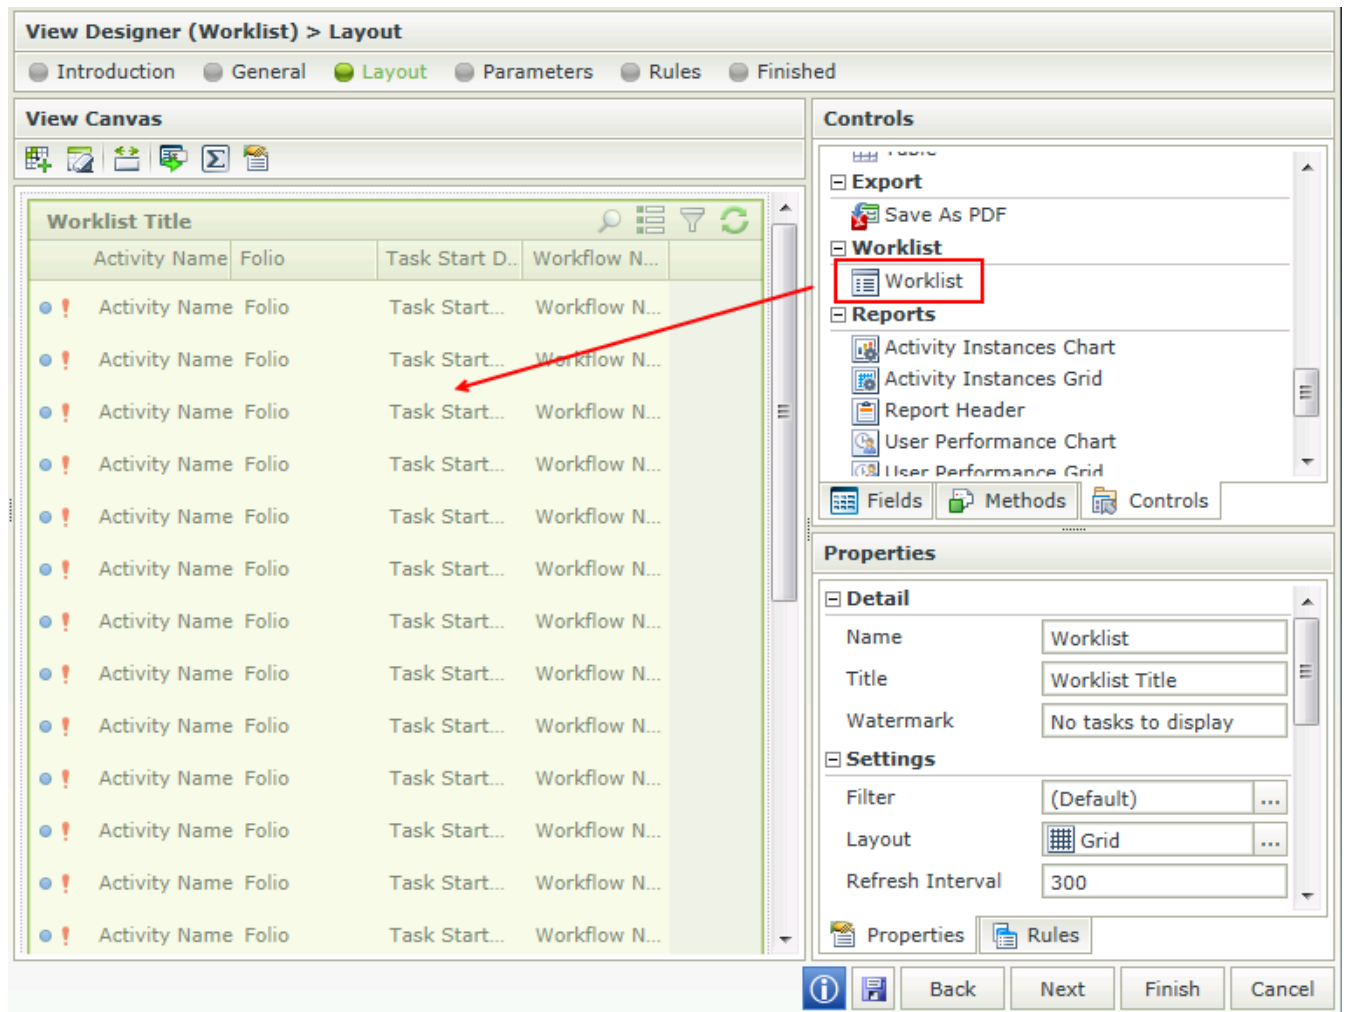 View Designer (Worklist) > Layout
Introduction General Layout Parameters Rules Finished
View Canvas
Worklist Title
Activity Name Folio Task Start D... Workflow N...
Activity Name Folio Task Start... Workflow N...
Activity Name Folio Task Start... Workflow N...
Activity Name Folio Task Start... Workflow N...
Activity Name Folio Task Start... Workflow N...
Activity Name Folio Task Start... Workflow N...
Activity Name Folio Task Start... Workflow N...
Activity Name Folio Task Start... Workflow N...
Activity Name Folio Task Start... Workflow N...
Activity Name Folio Task Start... Workflow N...
Activity Name Folio Task Start... Workflow N...
Activity Name Folio Task Start... Workflow N...
Activity Name Folio Task Start... Workflow N...
Activity Name Folio Task Start... Workflow N...
Controls
Table
Export
Save As PDF
Worklist
Worklist
Reports
Activity Instances Chart
Activity Instances Grid
Report Header
User Performance Chart
User Performance Grid
Fields Methods Controls
Properties
Detail
Name Worklist
Title Worklist Title
Watermark No tasks to display
Settings
Filter (Default) ...
Layout Grid ...
Refresh Interval 300
Properties Rules
Back Next Finish Cancel